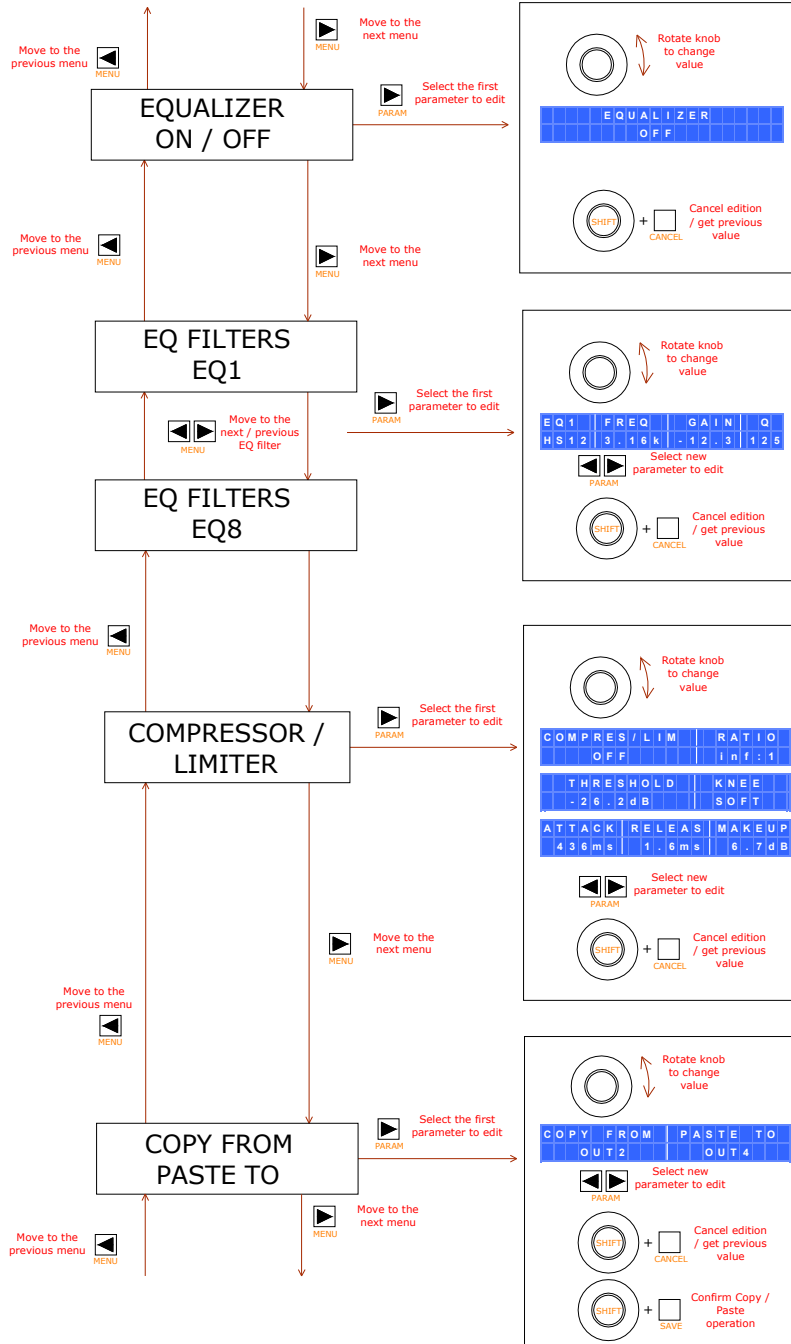 Move to the
previous menu
MENU
Move to the
next menu
MENU
EQUALIZER
ON / OFF
Select the first
parameter to edit
PARAM
Rotate knob
to change
value
EQUALIZER
OFF
SHIFT
+
CANCEL
Cancel edition
/ get previous
value
Move to the
previous menu
MENU
Move to the
next menu
MENU
EQ FILTERS
EQ1
MENU
Move to the
next / previous
EQ filter
Select the first
parameter to edit
PARAM
EQ FILTERS
EQ8
Rotate knob
to change
value
EQ1 FREQ GAIN Q
HS12 3.16k -12.3 125
PARAM
Select new
parameter to edit
SHIFT
+
CANCEL
Cancel edition
/ get previous
value
Move to the
previous menu
MENU
COMPRESSOR /
LIMITER
Select the first
parameter to edit
PARAM
Rotate knob
to change
value
COMPRES/LIM RATIO
OFF inf:1
THRESHOLD KNEE
-26.2dB SOFT
ATTACK RELEAS MAKEUP
436ms 1.6ms 6.7dB
PARAM
Select new
parameter to edit
SHIFT
+
CANCEL
Cancel edition
/ get previous
value
Move to the
next menu
MENU
Move to the
previous menu
MENU
COPY FROM
PASTE TO
Select the first
parameter to edit
PARAM
Rotate knob
to change
value
COPY FROM PASTE TO
OUT2 OUT4
PARAM
Select new
parameter to edit
SHIFT
+
CANCEL
Cancel edition
/ get previous
value
SHIFT
+
SAVE
Confirm Copy /
Paste
operation
Move to the
previous menu
MENU
Move to the
next menu
MENU